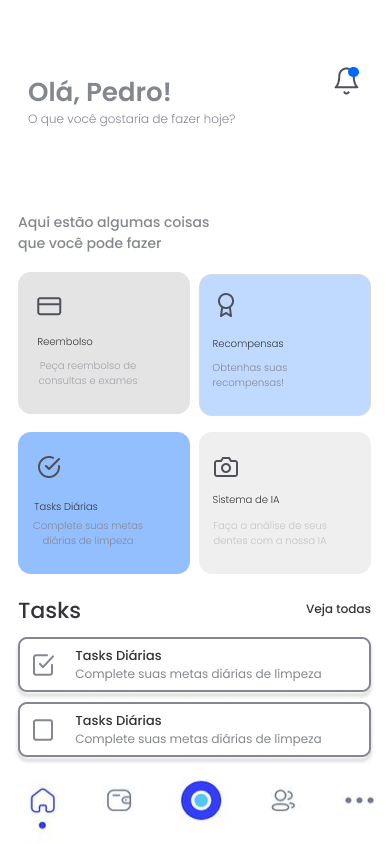 Olá, Pedro!
O que você gostaria de fazer hoje?
Aqui estão algumas coisas
que você pode fazer
Reembolso
Peça reembolso de
consultas e exames
Recompensas
Obtenhas suas
recompensas!
Tasks Diárias
Complete suas metas
diárias de limpeza
Sistema de IA
Faça a análise de seus
dentes com a nossa IA
Tasks
Veja todas
Tasks Diárias
Complete suas metas diárias de limpeza
Tasks Diárias
Complete suas metas diárias de limpeza